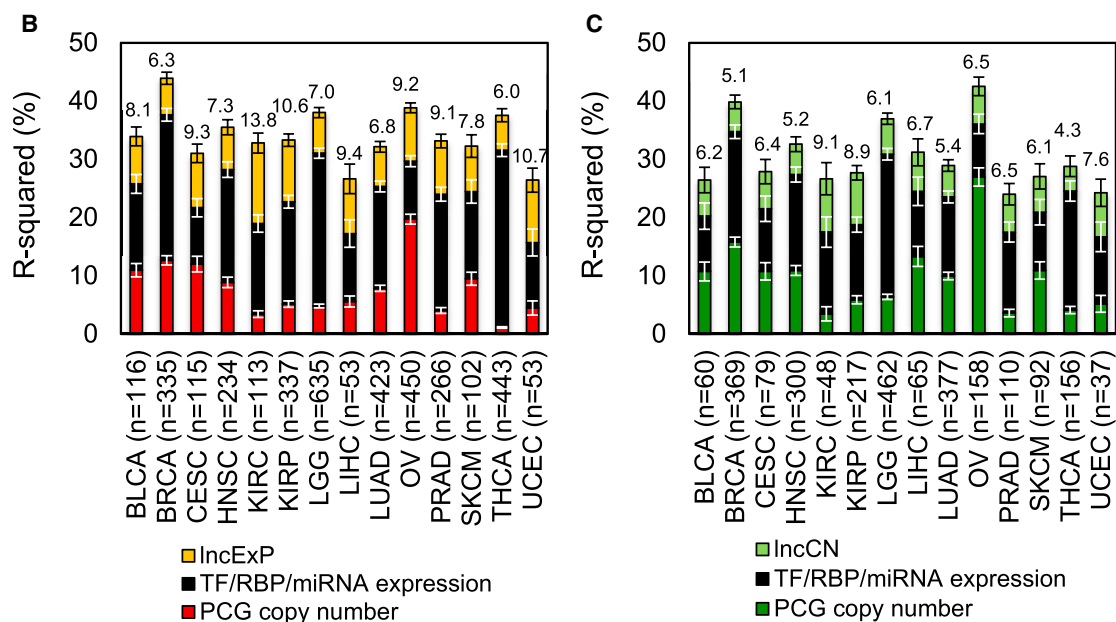 B
R-squared (%)
50
40
30
20
10
0
8.1
6.3
9.3
7.3
13.8
10.6
7.0
9.4
6.8
9.2
9.1
7.8
6.0
10.7
BLCA (n=116)
BRCA (n=335)
CESC (n=115)
HNSC (n=234)
KIRC (n=113)
KIRP (n=337)
LGG (n=635)
LIHC (n=53)
LUAD (n=423)
OV (n=450)
PRAD (n=266)
SKCM (n=102)
THCA (n=443)
UCEC (n=53)
lncExP
TF/RBP/miRNA expression
PCG copy number
C
R-squared (%)
50
40
30
20
10
0
6.2
5.1
6.4
5.2
9.1
8.9
6.1
6.7
5.4
6.5
6.5
6.1
4.3
7.6
BLCA (n=60)
BRCA (n=369)
CESC (n=79)
HNSC (n=300)
KIRC (n=48)
KIRP (n=217)
LGG (n=462)
LIHC (n=65)
LUAD (n=377)
OV (n=158)
PRAD (n=110)
SKCM (n=92)
THCA (n=156)
UCEC (n=37)
lncCN
TF/RBP/miRNA expression
PCG copy number